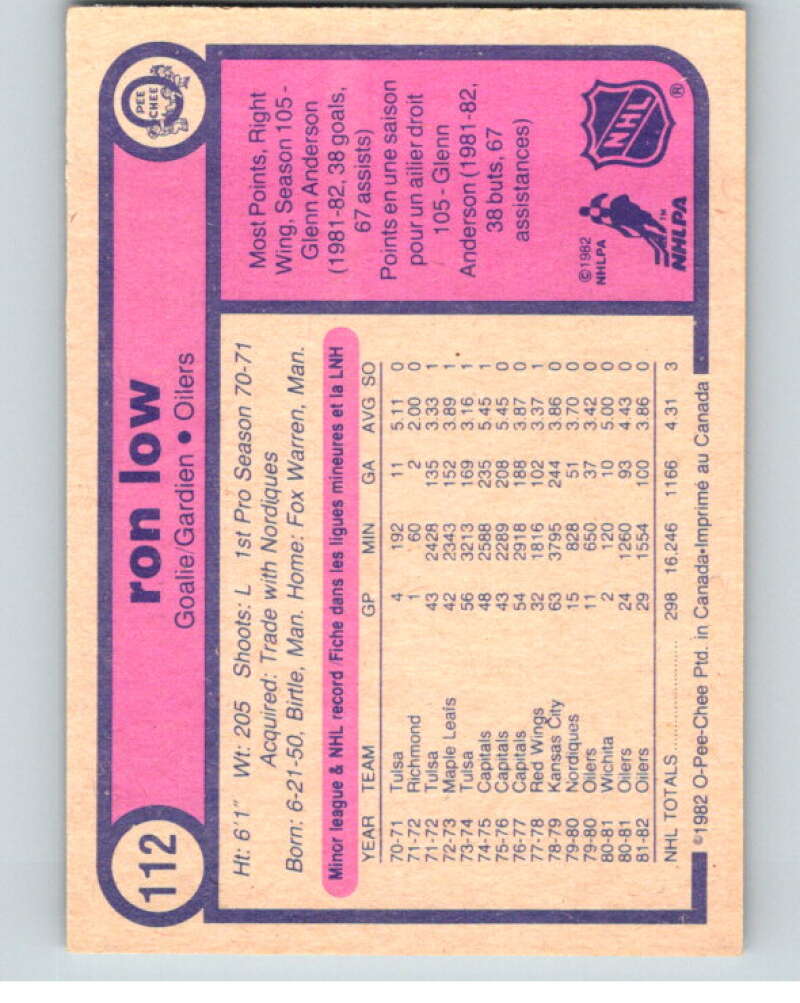 112
ron low
Goalie/Gardien • Oilers
O
PEE
CHEE
Ht: 6'1" Wt: 205 Shoots: L 1st Pro Season 70-71
Acquired: Trade with Nordiques
Born: 6-21-50, Birtle, Man. Home: Fox Warren, Man.
Minor league & NHL record/Fiche dans les ligues mineures et la LNH
YEAR TEAM GP MIN GA AVG SO
70-71 Tulsa 4 192 11 5.11 0
71-72 Richmond 1 60 2 2.00 0
71-72 Tulsa 43 2428 135 3.33 1
72-73 Maple Leafs 42 2343 152 3.89 1
73-74 Tulsa 56 3213 169 3.16 1
74-75 Capitals 48 2588 235 5.45 1
75-76 Capitals 43 2289 208 5.45 0
76-77 Capitals 54 2918 188 3.87 0
77-78 Red Wings 32 1816 102 3.37 1
78-79 Kansas City 63 3795 244 3.86 0
79-80 Nordiques 15 828 51 3.70 0
79-80 Oilers 11 650 37 3.42 0
80-81 Wichita 2 120 10 5.00 0
80-81 Oilers 24 1260 93 4.43 0
81-82 Oilers 29 1554 100 3.86 0
NHL TOTALS .................... 298 16,246 1166 4.31 3
©1982 O-Pee-Chee Ptd. in Canada•Imprimé au Canada
Most Points, Right
Wing, Season 105 -
Glenn Anderson
(1981-82, 38 goals,
67 assists)
Points en une saison
pour un ailier droit
105 - Glenn
Anderson (1981-82,
38 buts, 67
assistances)
©1982
NHLPA
NHLPA
™
NHL
®